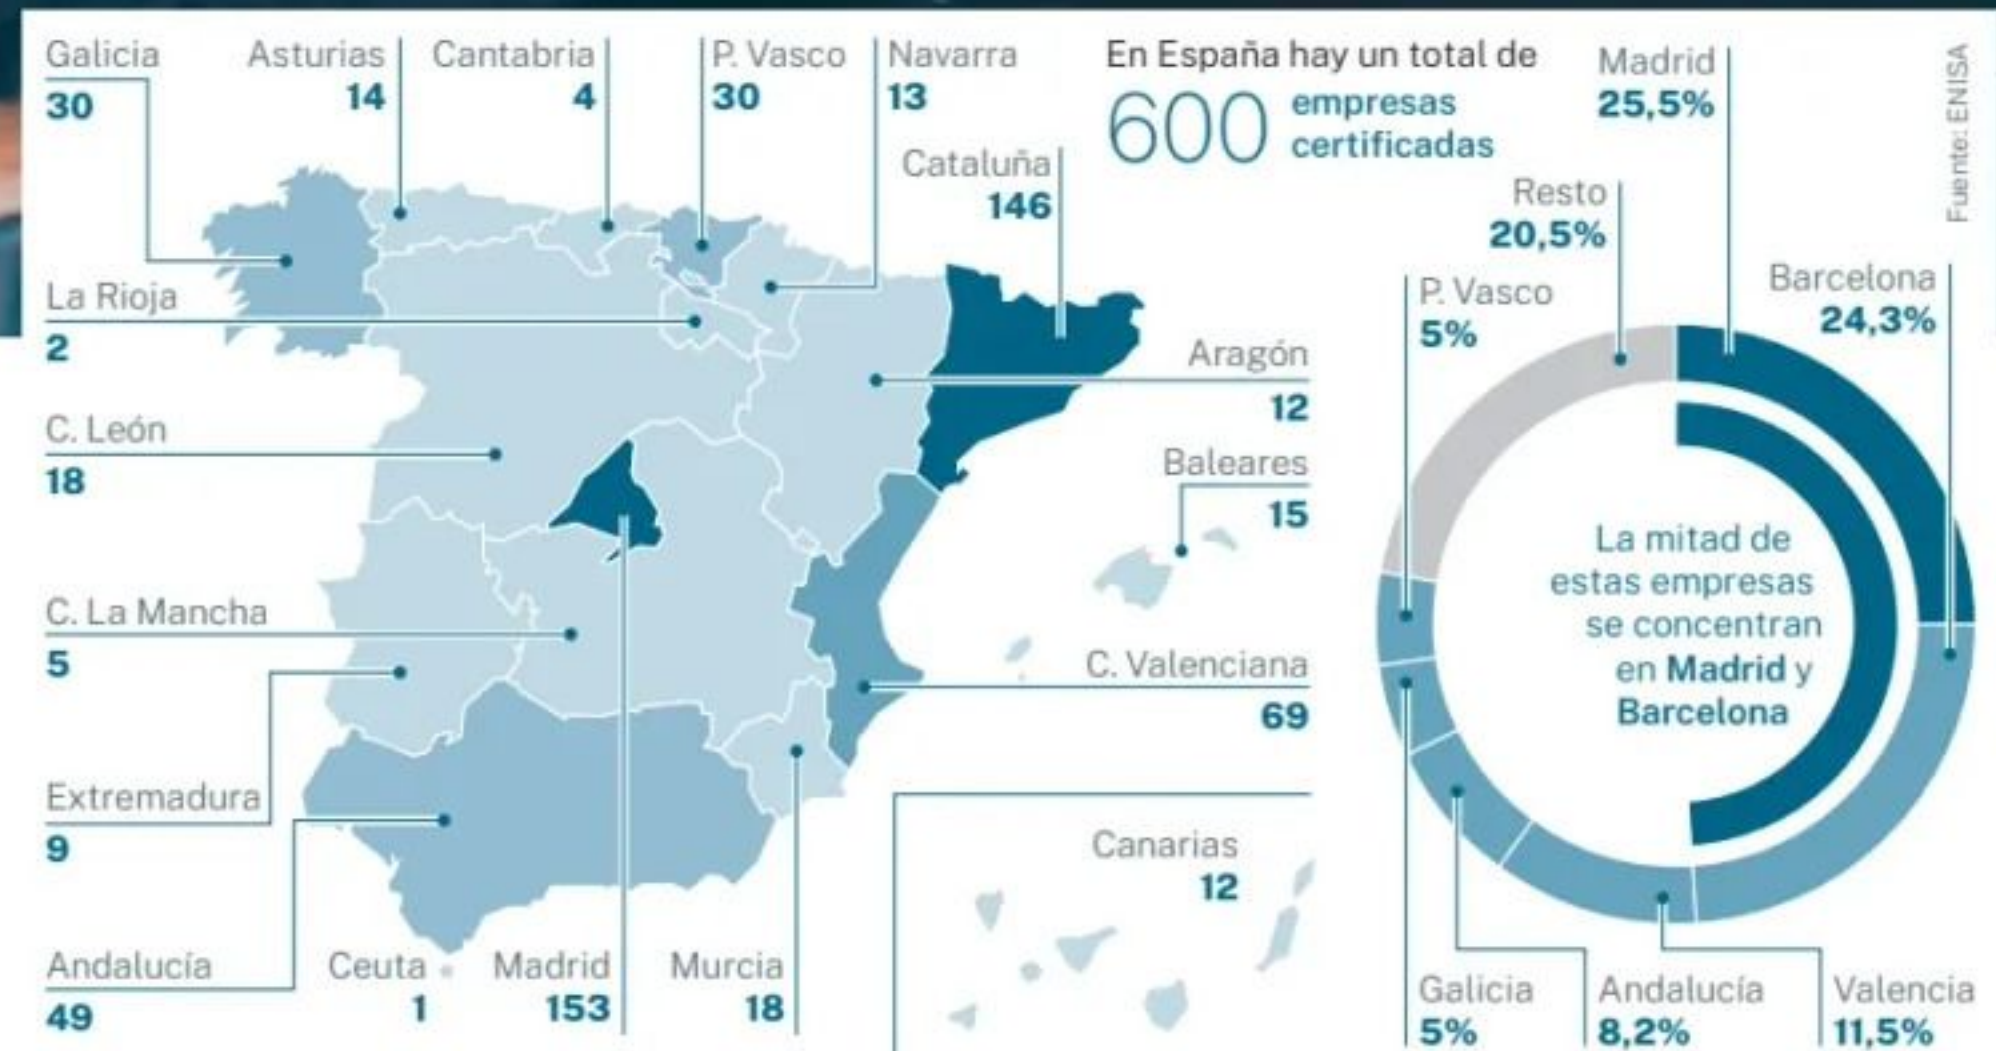 Galicia
30
Asturias
14
Cantabria
4
P. Vasco
30
Navarra
13
Cataluña
146
La Rioja
2
Aragón
12
C. León
18
Baleares
15
C. La Mancha
5
C. Valenciana
69
Extremadura
9
Canarias
12
Andalucía
49
Ceuta
1
Madrid
153
Murcia
18
En España hay un total de
600 empresas
certificadas
Madrid
25,5%
Resto
20,5%
P. Vasco
5%
Barcelona
24,3%
La mitad de
estas empresas
se concentran
en Madrid y
Barcelona
Galicia
5%
Andalucía
8,2%
Valencia
11,5%
Fuente: ENISA